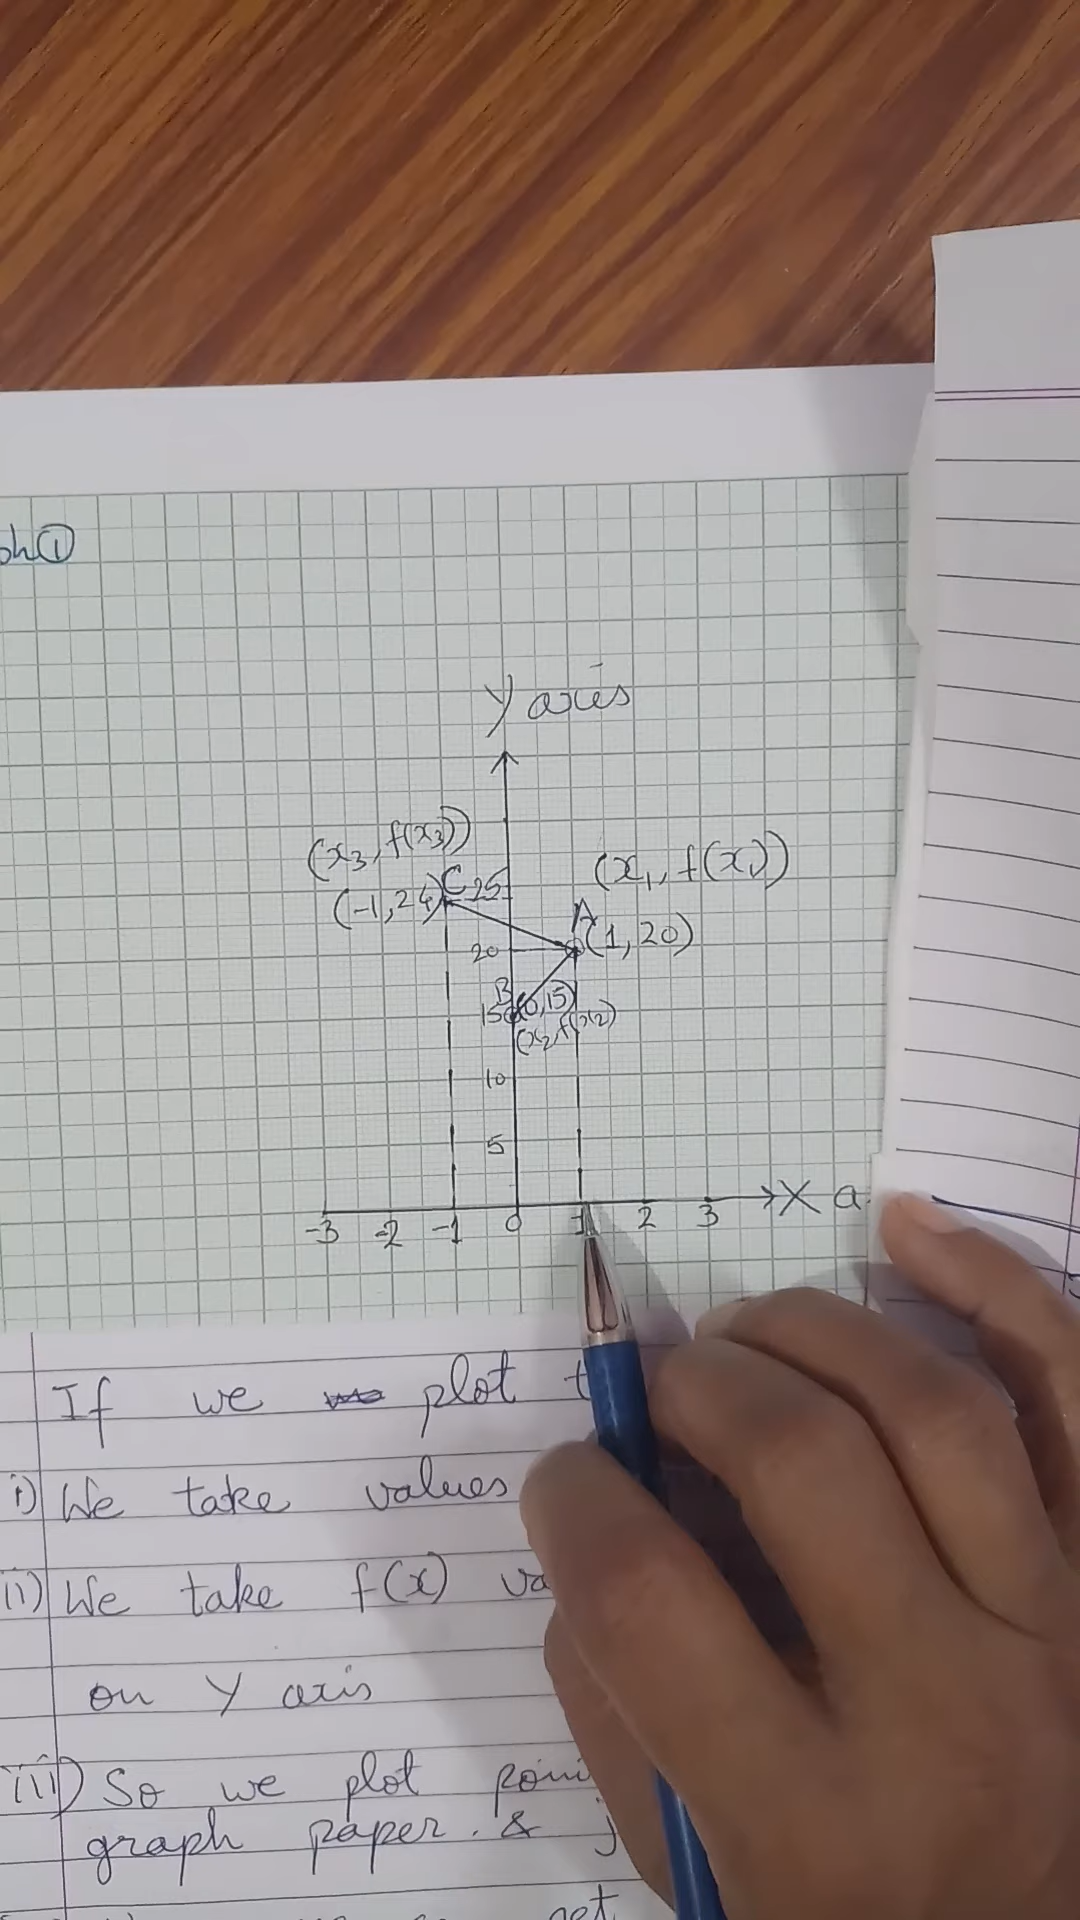 ph①
Y axis
(x₃, f(x₃))
(x₁, f(x₁))
C 25
(-1,24)
A
20 (1,20)
B
15 (0,15)
(x₂, f(x₂)
10
5
X a
-3 -2 -1 0 1 2 3
If we plot
i) We take values
ii) We take f(x)
on Y axis
iii) So we plot
graph paper. &
get